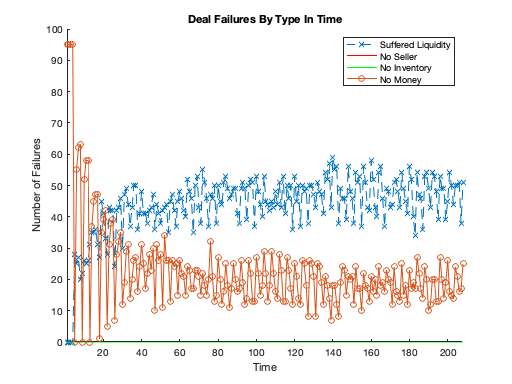 Deal Failures By Type In Time
100
90
80
70
60
50
40
30
20
10
0
Number of Failures
Suffered Liquidity
No Seller
No Inventory
No Money
20 40 60 80 100 120 140 160 180 200
Time